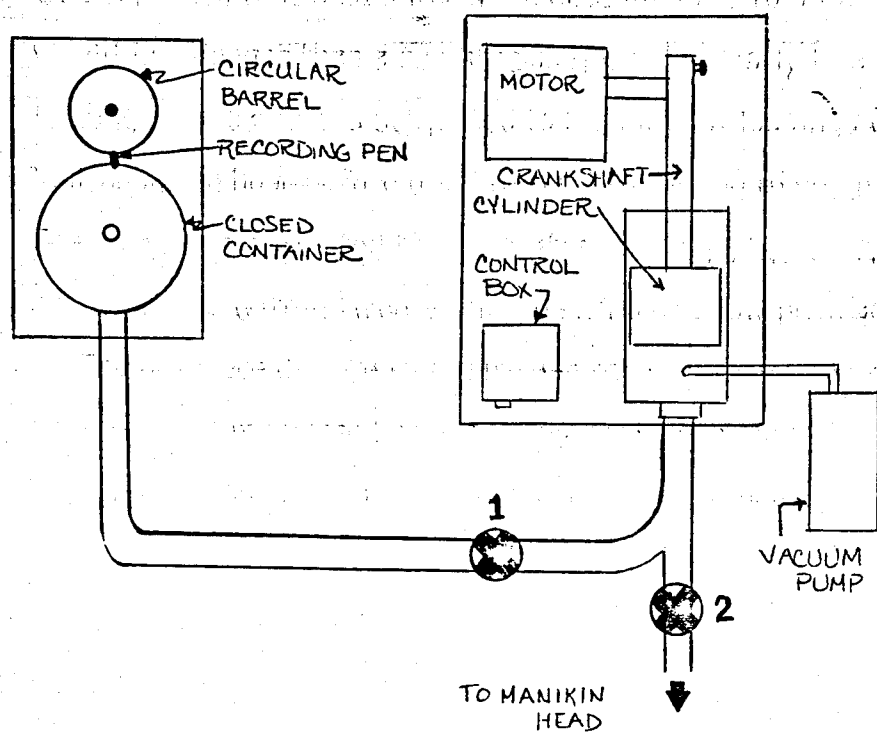 CIRCULAR
BARREL
RECORDING PEN
CLOSED
CONTAINER
MOTOR
CRANKSHAFT
CYLINDER
CONTROL
BOX
VACUUM
PUMP
1
2
TO MANIKIN
HEAD